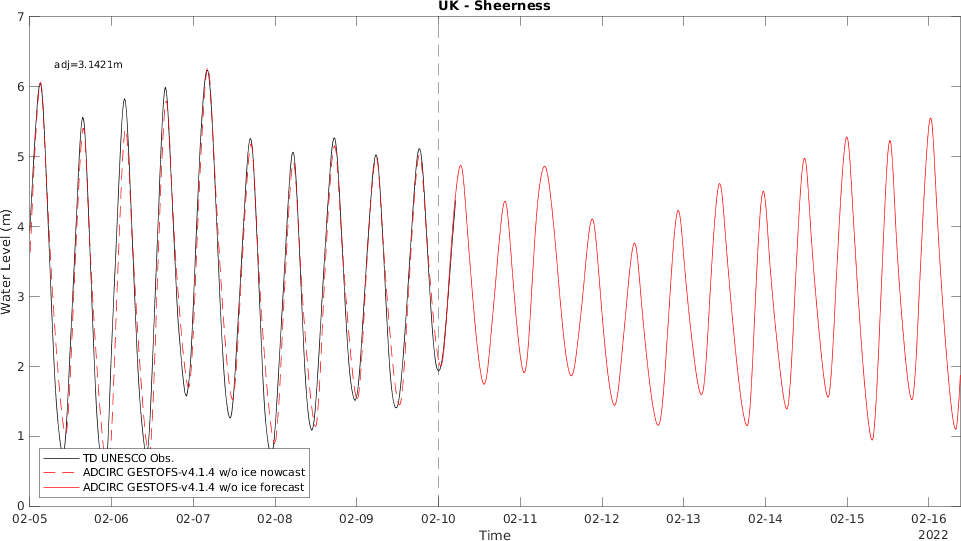 UK - Sheerness
7
6
5
4
3
2
1
0
Water Level (m)
adj=3.1421m
TD UNESCO Obs.
ADCIRC GESTOFS-v4.1.4 w/o ice nowcast
ADCIRC GESTOFS-v4.1.4 w/o ice forecast
02-05 02-06 02-07 02-08 02-09 02-10 02-11 02-12 02-13 02-14 02-15 02-16
Time
2022